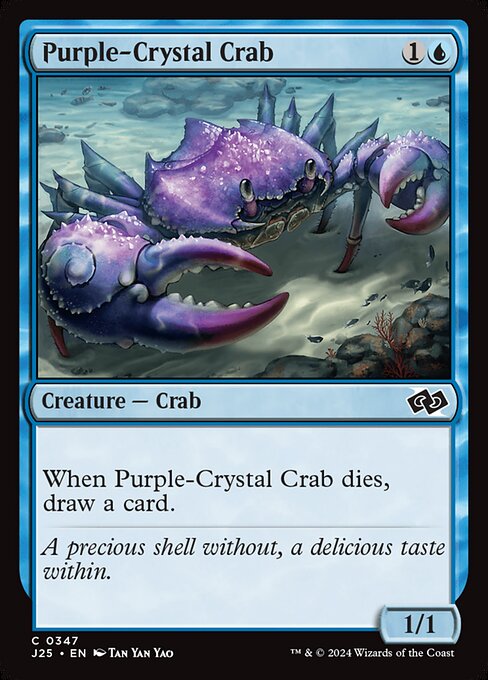 Purple-Crystal Crab 1
Creature — Crab
When Purple-Crystal Crab dies,
draw a card.
A precious shell without, a delicious taste
within.
1/1
C 0347
J25 • EN Tan Yan Yao
™ & © 2024 Wizards of the Coast